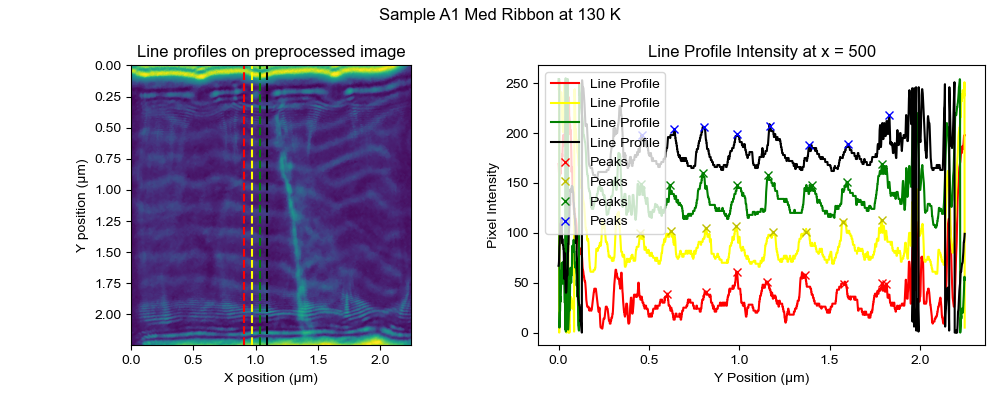 Sample A1 Med Ribbon at 130 K
Line profiles on preprocessed image
0.00
0.25
0.50
0.75
1.00
1.25
1.50
1.75
2.00
Y position (μm)
0.0 0.5 1.0 1.5 2.0
X position (μm)
Line Profile Intensity at x = 500
250
200
150
100
50
0
Pixel Intensity
Line Profile
Line Profile
Line Profile
Line Profile
Peaks
Peaks
Peaks
Peaks
0.0 0.5 1.0 1.5 2.0
Y Position (μm)